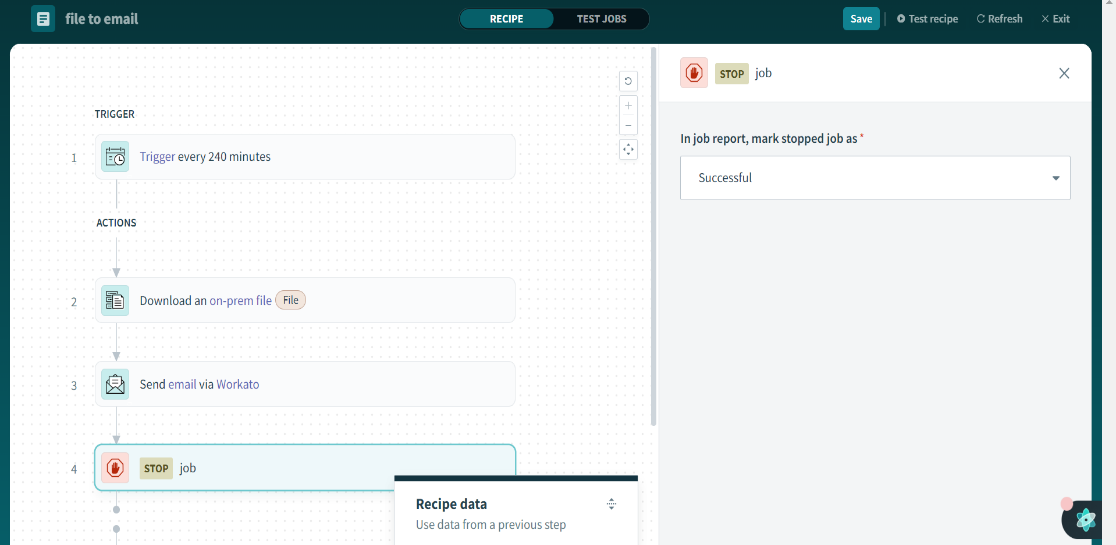 file to email
RECIPE
TEST JOBS
Save
Test recipe
Refresh
Exit
TRIGGER
1
Trigger every 240 minutes
ACTIONS
2
Download an on-prem file File
3
Send email via Workato
4
STOP job
Recipe data
Use data from a previous step
STOP job
In job report, mark stopped job as *
Successful